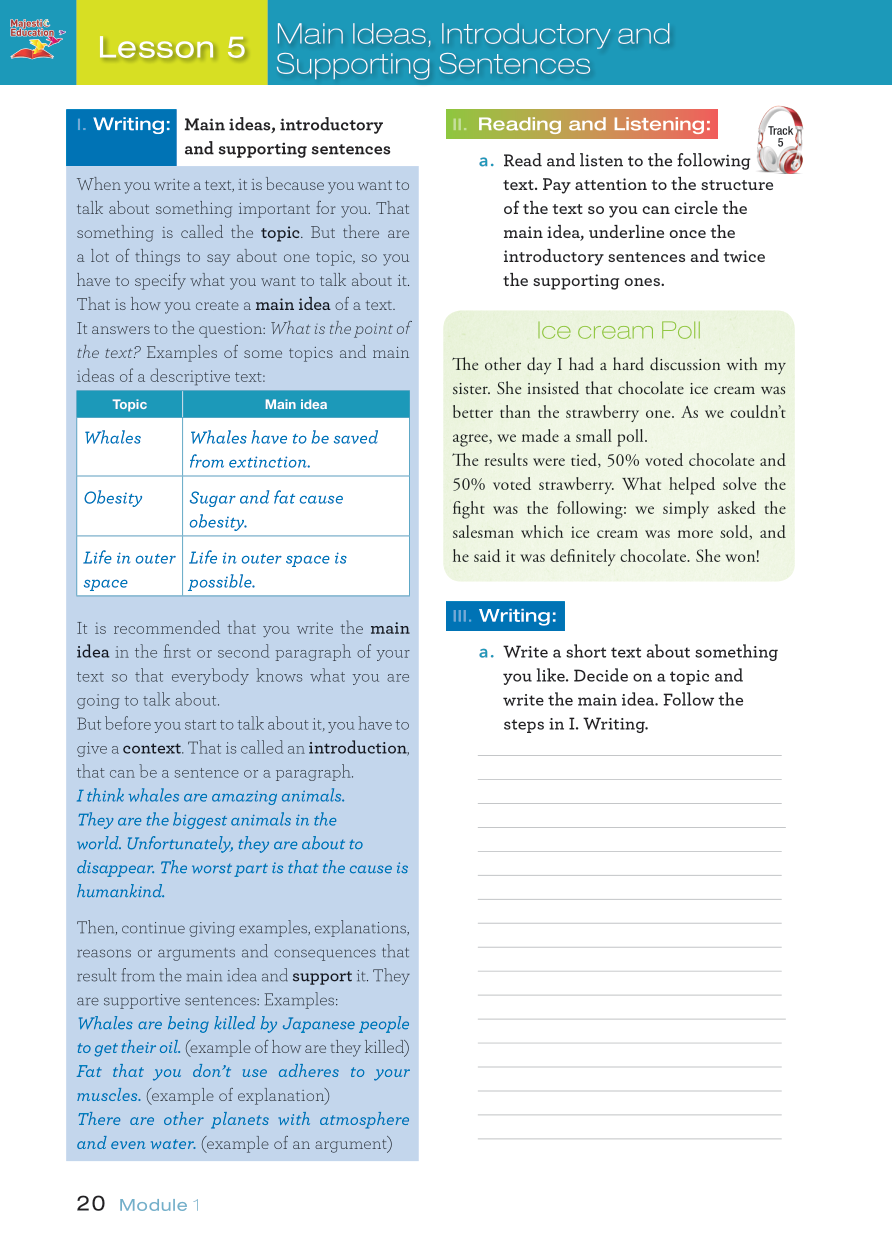 Majestic
Education
Lesson 5
Main Ideas, Introductory and
Supporting Sentences
I. Writing:
Main ideas, introductory
and supporting sentences
When you write a text, it is because you want to
talk about something important for you. That
something is called the topic. But there are
a lot of things to say about one topic, so you
have to specify what you want to talk about it.
That is how you create a main idea of a text.
It answers to the question: What is the point of
the text? Examples of some topics and main
ideas of a descriptive text:
Topic Main idea
Whales Whales have to be saved
from extinction.
Obesity Sugar and fat cause
obesity.
Life in outer Life in outer space is
space possible.
It is recommended that you write the main
idea in the first or second paragraph of your
text so that everybody knows what you are
going to talk about.
But before you start to talk about it, you have to
give a context. That is called an introduction,
that can be a sentence or a paragraph.
I think whales are amazing animals.
They are the biggest animals in the
world. Unfortunately, they are about to
disappear. The worst part is that the cause is
humankind.
Then, continue giving examples, explanations,
reasons or arguments and consequences that
result from the main idea and support it. They
are supportive sentences: Examples:
Whales are being killed by Japanese people
to get their oil. (example of how are they killed)
Fat that you don't use adheres to your
muscles. (example of explanation)
There are other planets with atmosphere
and even water. (example of an argument)
II. Reading and Listening:
Track
5
a. Read and listen to the following
text. Pay attention to the structure
of the text so you can circle the
main idea, underline once the
introductory sentences and twice
the supporting ones.
Ice cream Poll
The other day I had a hard discussion with my
sister. She insisted that chocolate ice cream was
better than the strawberry one. As we couldn't
agree, we made a small poll.
The results were tied, 50% voted chocolate and
50% voted strawberry. What helped solve the
fight was the following: we simply asked the
salesman which ice cream was more sold, and
he said it was definitely chocolate. She won!
III. Writing:
a. Write a short text about something
you like. Decide on a topic and
write the main idea. Follow the
steps in I. Writing.
20 Module 1